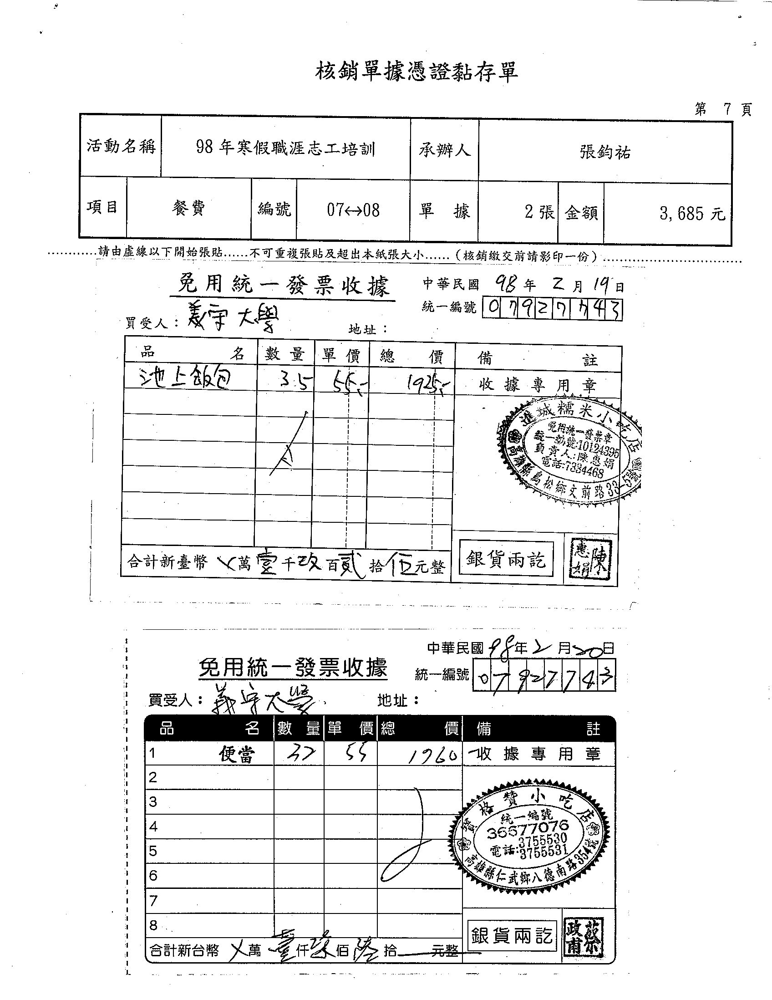 核銷單據憑證黏存單
第 7 頁
活動名稱 98 年寒假職涯志工培訓 承辦人 張鈞祐
項目 餐費 編號 07↔08 單 據 2 張 金額 3,685 元
…………請由虛線以下開始張貼……不可重複張貼及超出本紙張大小……（核銷繳交前請影印一份）……………………………
免用統一發票收據 中華民國 98 年 2 月 19 日
統一編號 07927743
買受人：義守大學 地址：
品 名 數 量 單 價 總 價 備 註
池上飯包 35 55.- 1925.- 收 據 專 用 章
進城糯米小吃店
免用統一發票章
統一編號:10124395
負責人:陳惠娟
電話:7334468
高雄縣鳥松鄉文前路33-5號
合計新臺幣 ㄨ萬壹千玖百貳拾伍元整 銀貨兩訖 陳惠娟
中華民國 98 年 2 月 20 日
免用統一發票收據 統一編號 07927743
買受人：義守大學 地址：
品 名 數 量 單 價 總 價 備 註
1 便當 32 55 1760 收 據 專 用 章
2
3
4
5
6
7
8
格贊小吃店
統一編號
36677076
電話:3755530
3755531
高雄縣仁武鄉八德南路354號
合計新台幣 ㄨ萬壹仟柒佰陸拾 元整 銀貨兩訖 蔡政甫